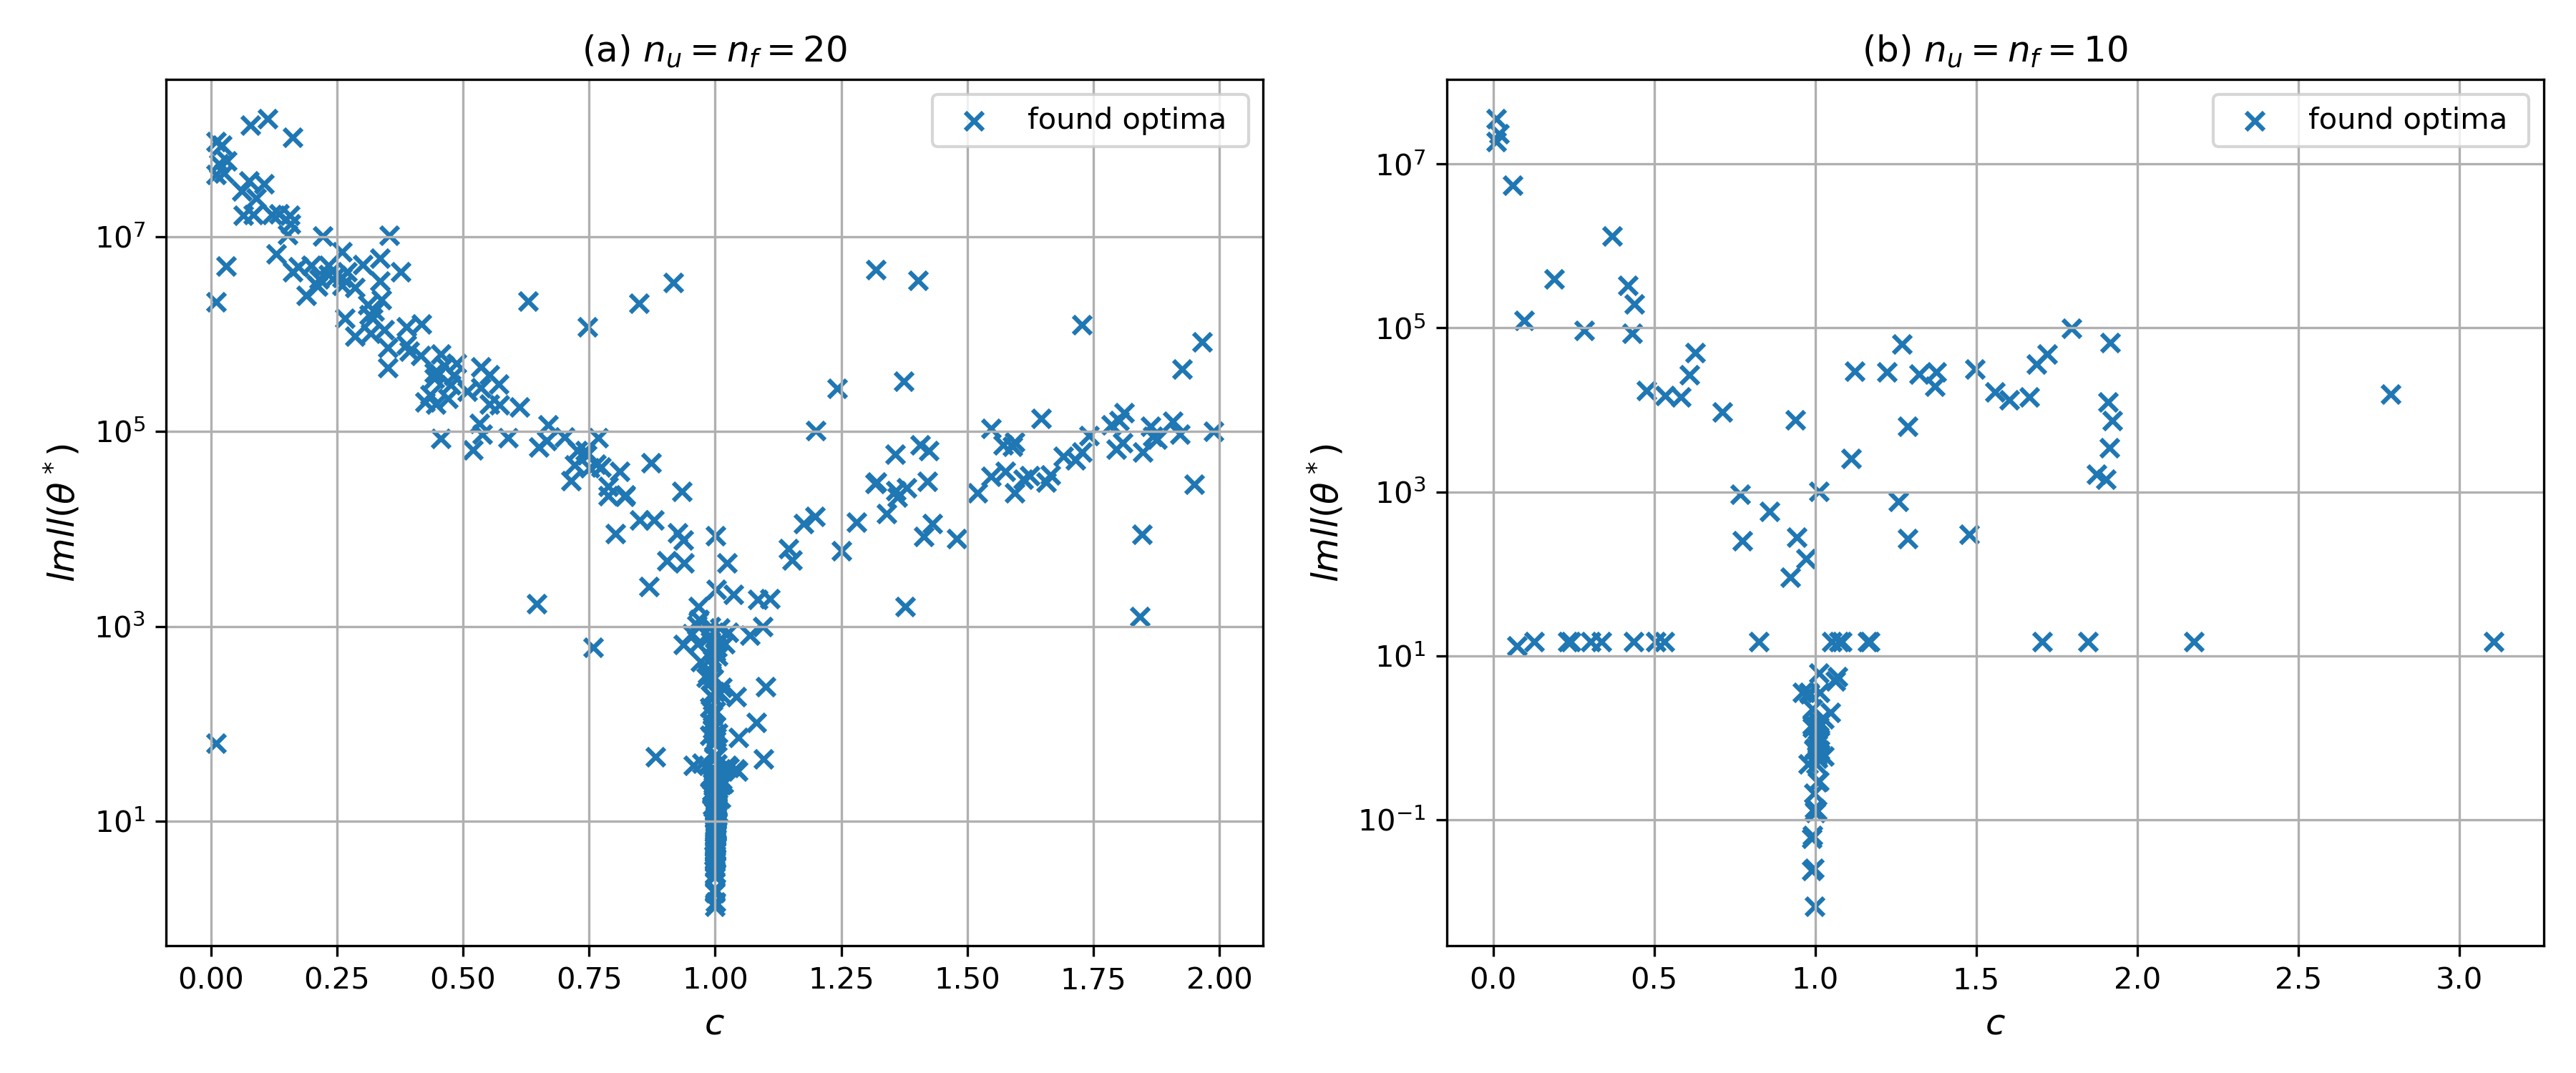 (a) $n_u = n_f = 20$
found optima
$10^7$
$10^5$
$10^3$
$10^1$
$lmll(\theta^*)$
0.00 0.25 0.50 0.75 1.00 1.25 1.50 1.75 2.00
c
(b) $n_u = n_f = 10$
found optima
$10^7$
$10^5$
$10^3$
$10^1$
$10^{-1}$
$lmll(\theta^*)$
0.0 0.5 1.0 1.5 2.0 2.5 3.0
c